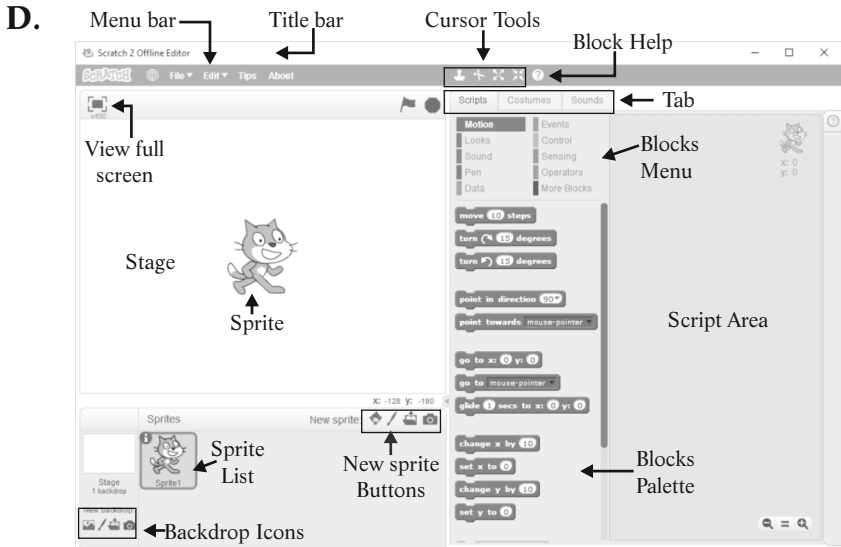 D.
Menu bar
Title bar
Cursor Tools
Block Help
Scratch 2 Offline Editor
SCRATCH File Edit Tips About
v450
View full
screen
Stage
Sprite
Scripts Costumes Sounds
Tab
Motion Events
Looks Control
Sound Sensing
Pen Operators
Data More Blocks
Blocks
Menu
x: 0
y: 0
move 10 steps
turn 15 degrees
turn 15 degrees
point in direction 90
point towards mouse-pointer
go to x: 0 y: 0
go to mouse-pointer
glide 1 secs to x: 0 y: 0
change x by 10
set x to 0
change y by 10
set y to 0
Script Area
Blocks
Palette
X: -128 Y: -180
Sprites New sprite:
Stage
1 backdrop
New backdrop
Sprite1
Sprite
List
New sprite
Buttons
Backdrop Icons